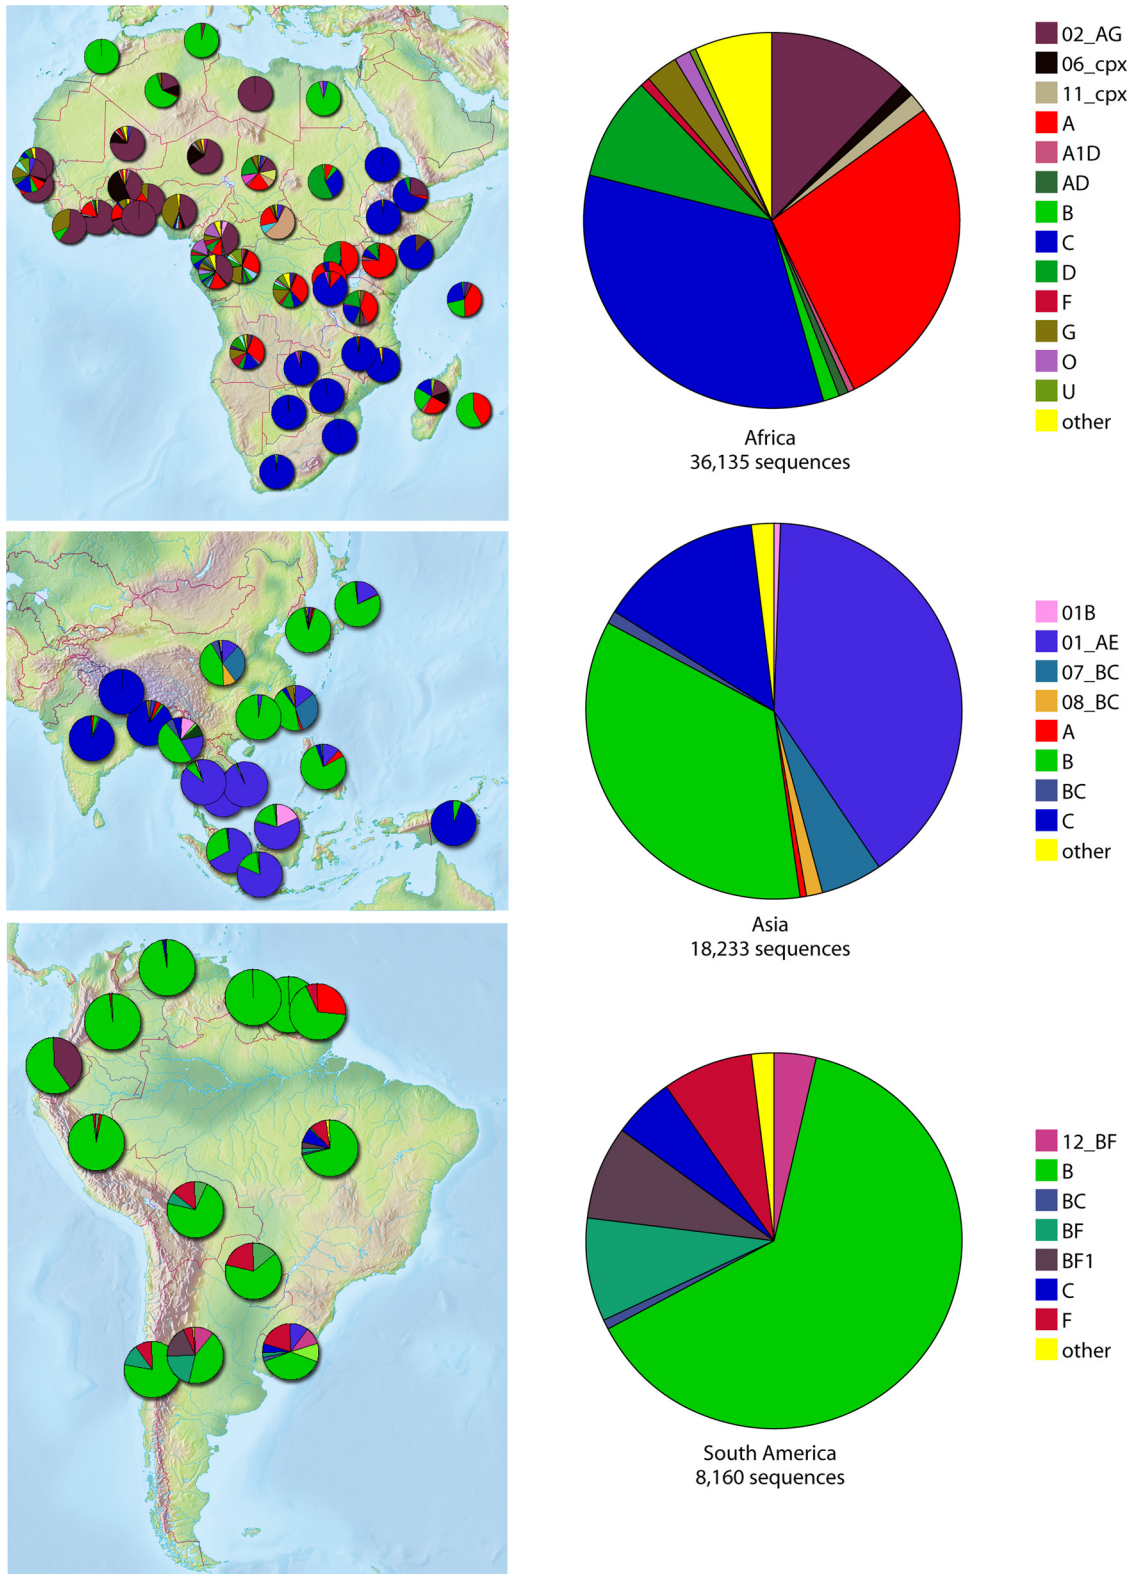 02_AG
06_cpx
11_cpx
A
A1D
AD
B
C
D
F
G
O
U
other
Africa
36,135 sequences
01B
01_AE
07_BC
08_BC
A
B
BC
C
other
Asia
18,233 sequences
12_BF
B
BC
BF
BF1
C
F
other
South America
8,160 sequences